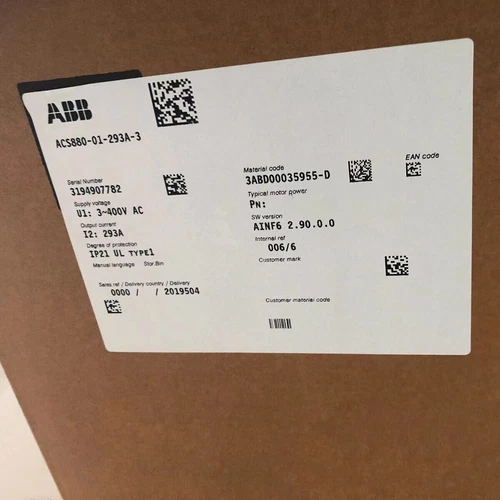 ABB
ACS880-01-293A-3
Serial Number
3194907782
Supply voltage
U1: 3~400V AC
Output current
I2: 293A
Degree of protection
IP21 UL TYPE1
Manual language Stor.Bin
Sales ref / Delivery country / Delivery
0000 / / 2019504
Material code
3ABD00035955-D
Typical motor power
Pn:
SW version
AINF6 2.90.0.0
Internal ref
006/6
Customer mark
Customer material code
EAN code